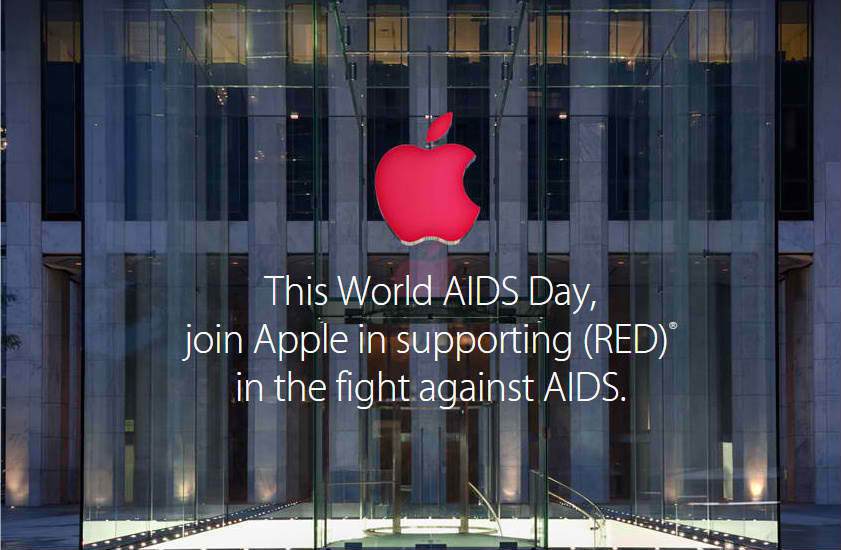 This World AIDS Day,
join Apple in supporting (RED)®
in the fight against AIDS.